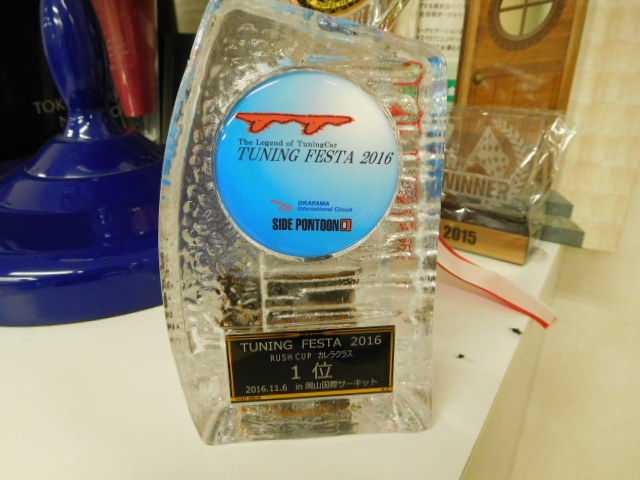 The Legend of TuningCar
TUNING FESTA 2016
OKAYAMA
International Circuit
SIDE PONTOON
TUNING FESTA 2016
RUSH CUP カレラクラス
1位
2016.11.6 in 岡山国際サーキット
WINNER
2015
TOK